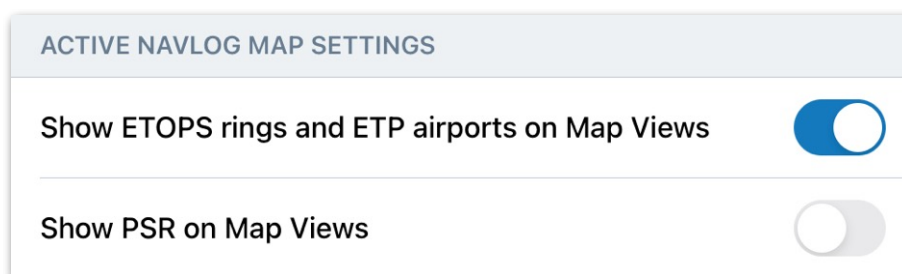 ACTIVE NAVLOG MAP SETTINGS
Show ETOPS rings and ETP airports on Map Views
Show PSR on Map Views